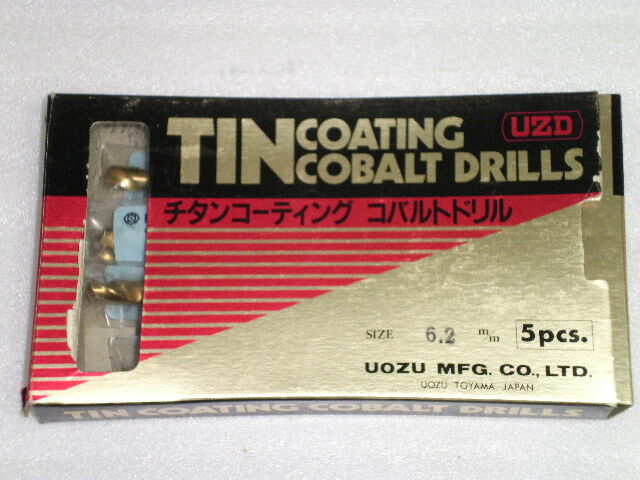 TIN COATING
COBALT DRILLS
UZD
チタンコーティング コバルトドリル
SIZE 6.2 m/m 5pcs.
UOZU MFG. CO., LTD.
UOZU TOYAMA JAPAN
TIN COATING COBALT DRILLS